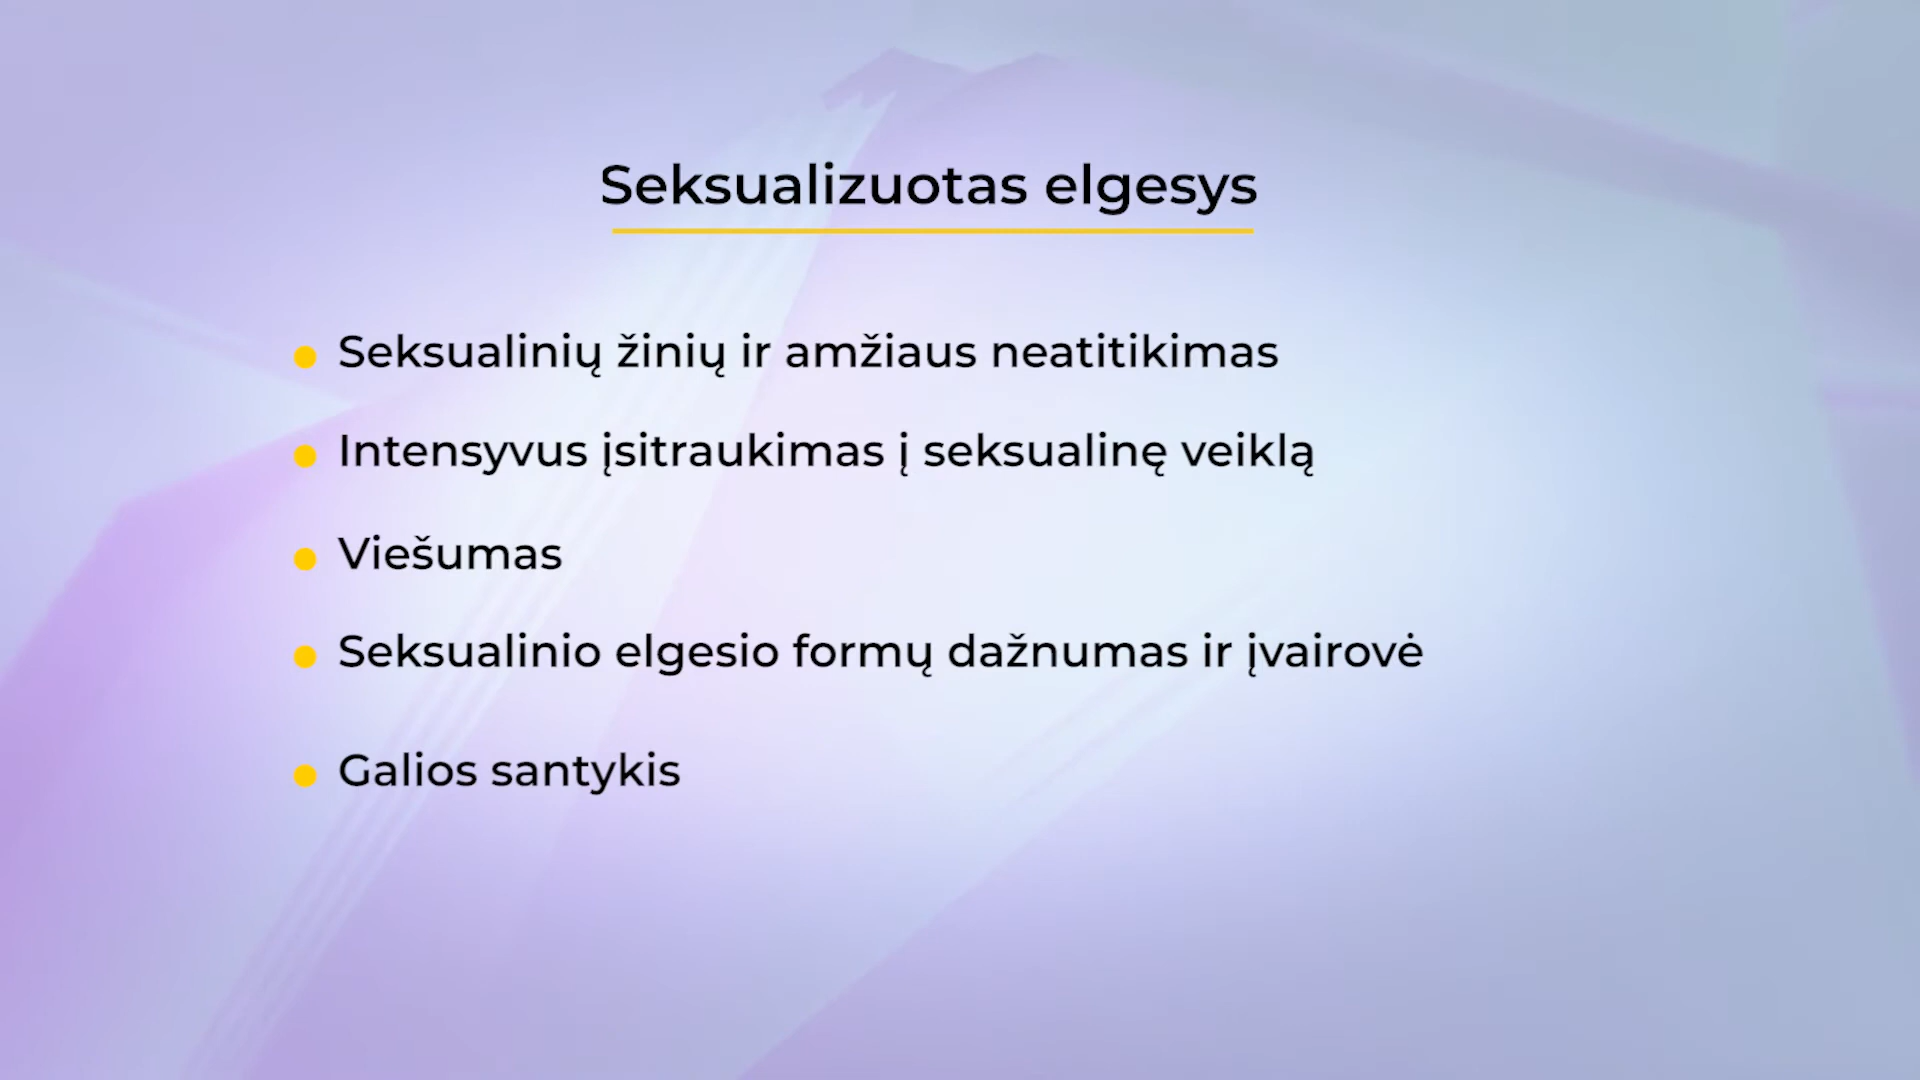 Seksualizuotas elgesys
Seksualinių žinių ir amžiaus neatitikimas
Intensyvus įsitraukimas į seksualinę veiklą
Viešumas
Seksualinio elgesio formų dažnumas ir įvairovė
Galios santykis